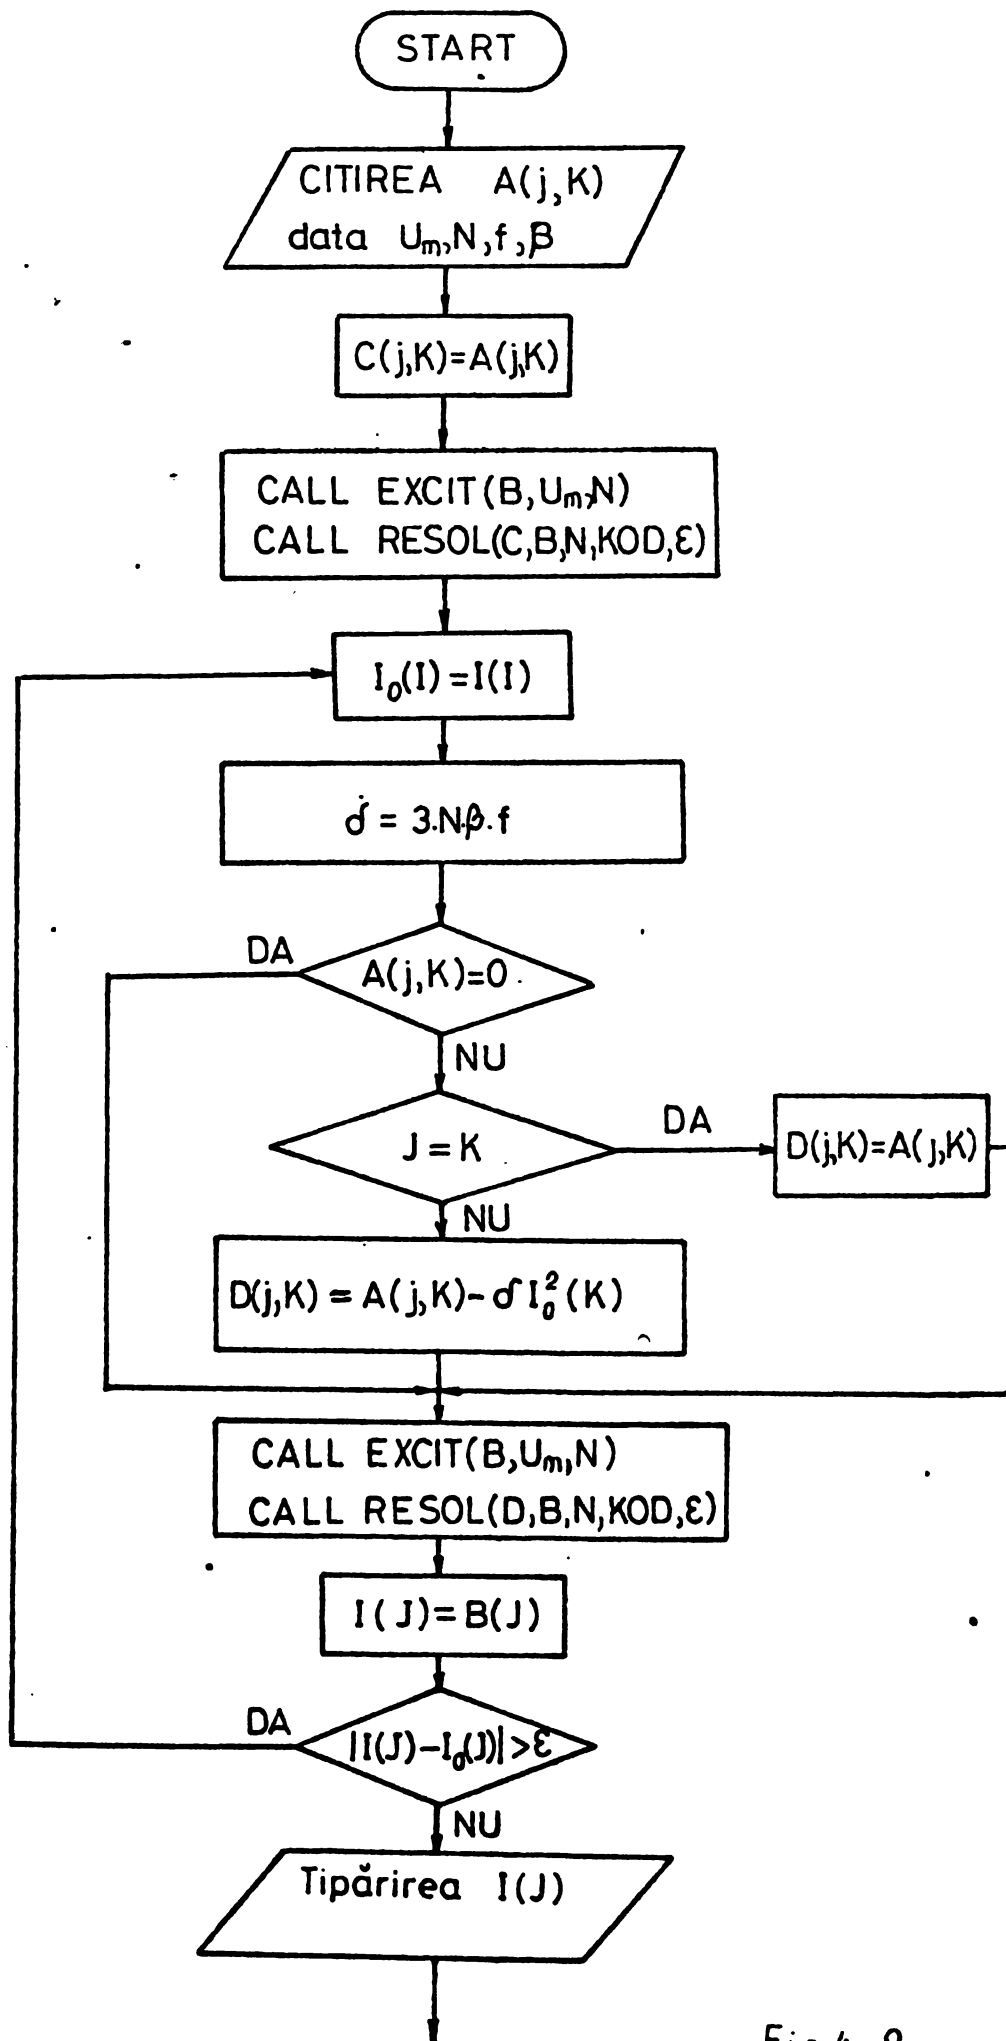 START
CITIREA A(j,K)
data Um,N,f,β
C(j,K)=A(j,K)
CALL EXCIT(B,Um,N)
CALL RESOL(C,B,N,KOD,ε)
I₀(I)=I(I)
δ = 3.N.β.f
DA
A(j,K)=0
NU
J=K
DA
D(j,K)=A(j,K)
NU
D(j,K) = A(j,K)-δI₀²(K)
CALL EXCIT(B,Um,N)
CALL RESOL(D,B,N,KOD,ε)
I(J)=B(J)
DA
|I(J)-I₀(J)|>ε
NU
Tipărirea I(J)